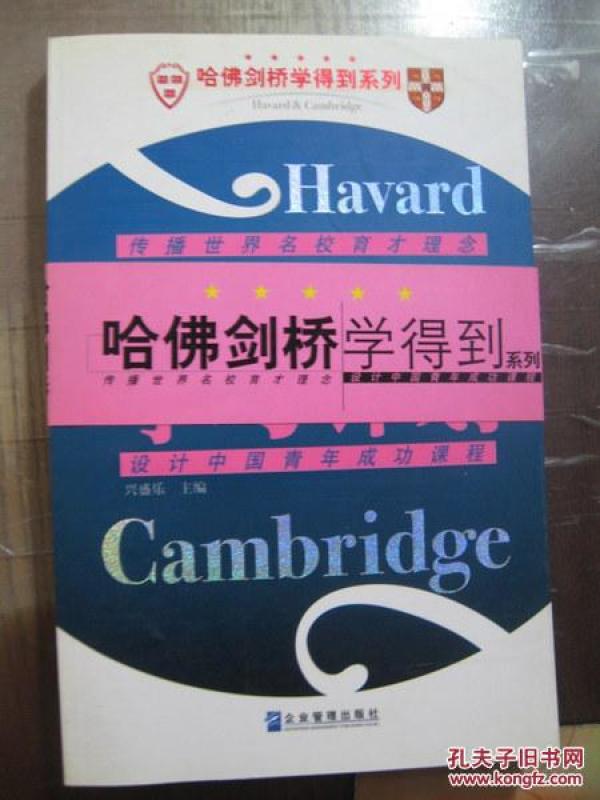 哈佛剑桥学得到系列
Havard & Cambridge
Havard
传播世界名校育才理念
哈佛剑桥学得到系列
传播世界名校育才理念 设计中国青年成功课程
设计中国青年成功课程
兴盛乐 主编
Cambridge
企业管理出版社
孔夫子旧书网
www.kongfz.com